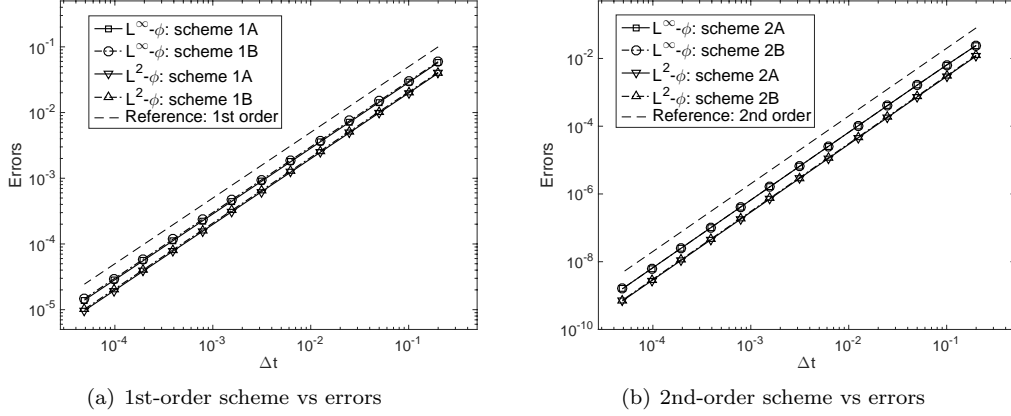 L∞-ϕ: scheme 1A
L∞-ϕ: scheme 1B
L2-ϕ: scheme 1A
L2-ϕ: scheme 1B
Reference: 1st order
10-1
10-2
10-3
10-4
10-5
Errors
10-4
10-3
10-2
10-1
Δt
(a) 1st-order scheme vs errors
L∞-ϕ: scheme 2A
L∞-ϕ: scheme 2B
L2-ϕ: scheme 2A
L2-ϕ: scheme 2B
Reference: 2nd order
10-2
10-4
10-6
10-8
10-10
Errors
10-4
10-3
10-2
10-1
Δt
(b) 2nd-order scheme vs errors